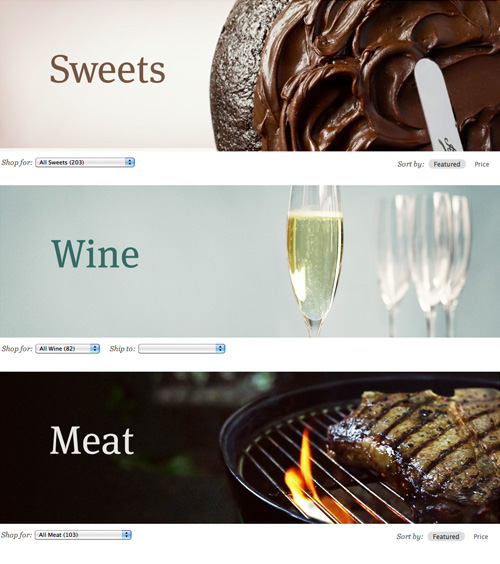 Sweets
Shop for: All Sweets (203) Sort by: Featured Price
Wine
Shop for: All Wine (82) Ship to:
Meat
Shop for: All Meat (103) Sort by: Featured Price